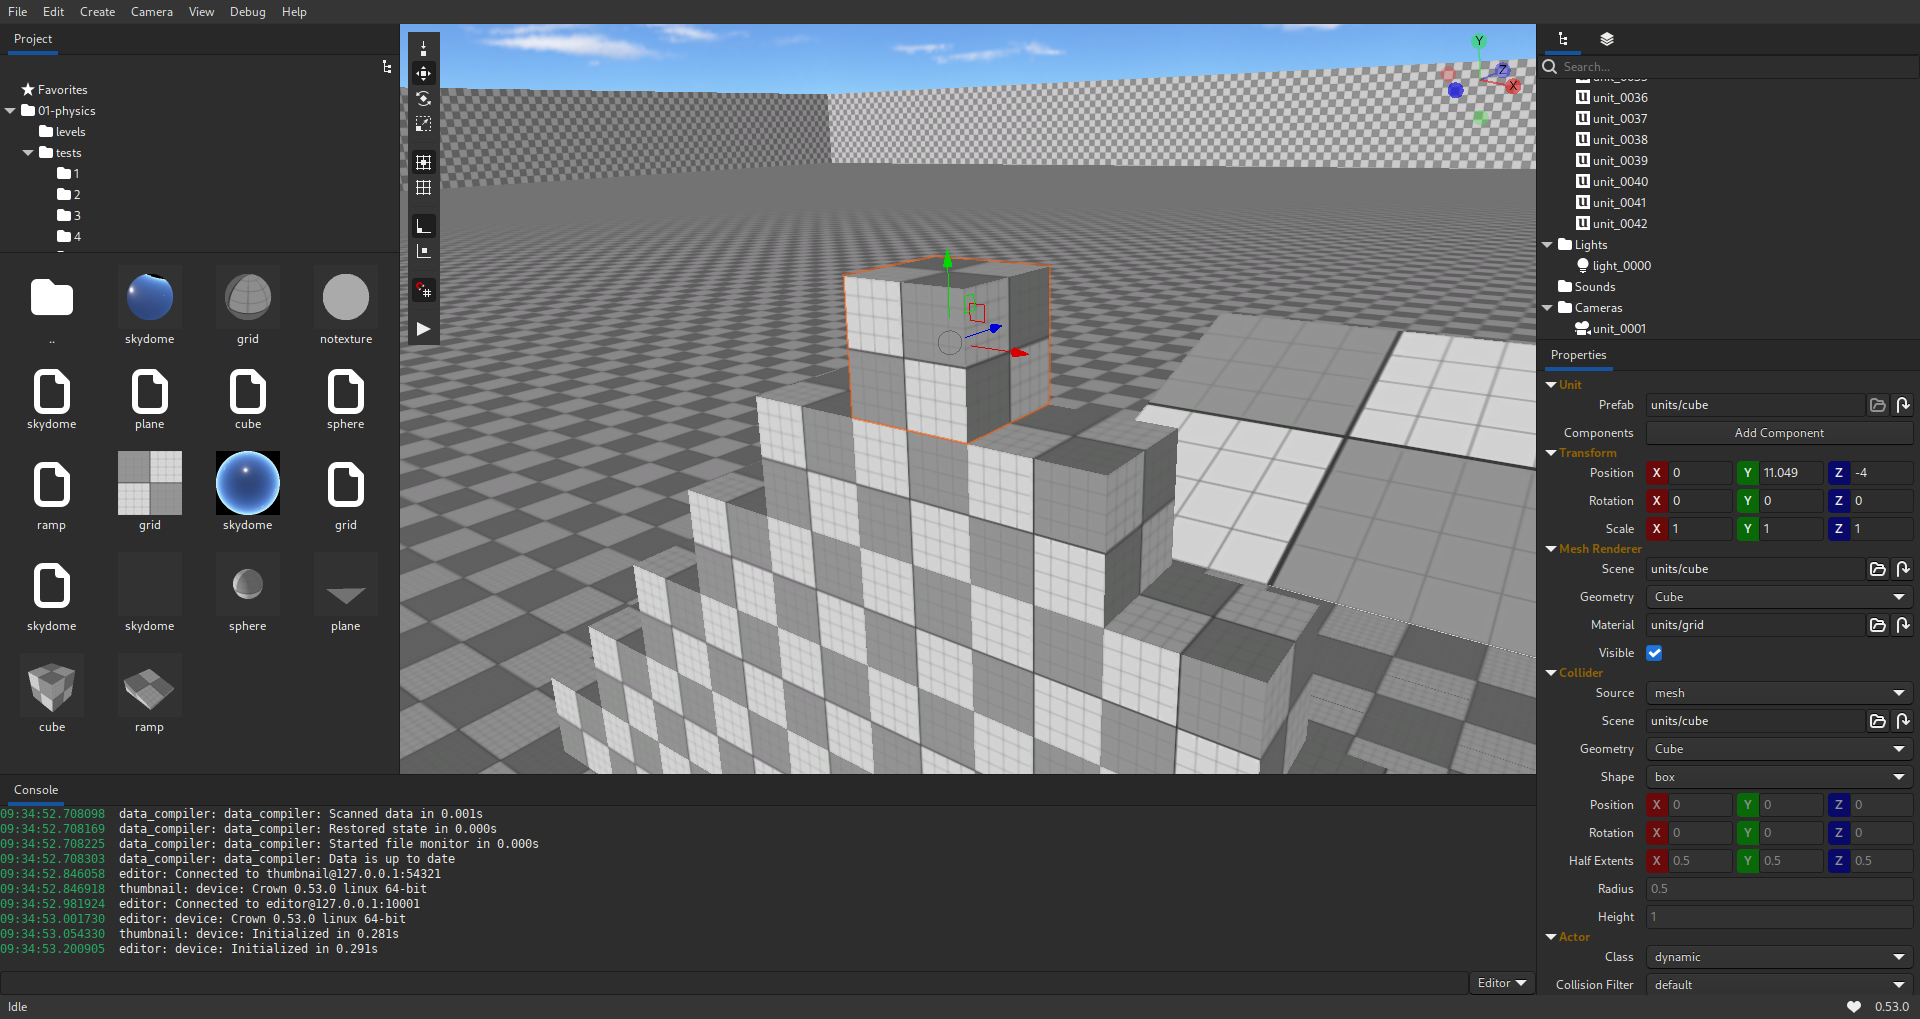 File Edit Create Camera View Debug Help
Project
Favorites
01-physics
levels
tests
1
2
3
4
.. skydome grid notexture
skydome plane cube sphere
ramp grid skydome grid
skydome skydome sphere plane
cube ramp
Y
Z
X
Search...
unit_0036
unit_0037
unit_0038
unit_0039
unit_0040
unit_0041
unit_0042
Lights
light_0000
Sounds
Cameras
unit_0001
Properties
Unit
Prefab units/cube
Components Add Component
Transform
Position X 0 Y 11.049 Z -4
Rotation X 0 Y 0 Z 0
Scale X 1 Y 1 Z 1
Mesh Renderer
Scene units/cube
Geometry Cube
Material units/grid
Visible
Collider
Source mesh
Scene units/cube
Geometry Cube
Shape box
Position X 0 Y 0 Z 0
Rotation X 0 Y 0 Z 0
Half Extents X 0.5 Y 0.5 Z 0.5
Radius 0.5
Height 1
Actor
Class dynamic
Collision Filter default
Console
09:34:52.708098 data_compiler: data_compiler: Scanned data in 0.001s
09:34:52.708169 data_compiler: data_compiler: Restored state in 0.000s
09:34:52.708225 data_compiler: data_compiler: Started file monitor in 0.000s
09:34:52.708303 data_compiler: data_compiler: Data is up to date
09:34:52.846058 editor: Connected to thumbnail@127.0.0.1:54321
09:34:52.846918 thumbnail: device: Crown 0.53.0 linux 64-bit
09:34:52.981924 editor: Connected to editor@127.0.0.1:10001
09:34:53.001730 editor: device: Crown 0.53.0 linux 64-bit
09:34:53.054330 thumbnail: device: Initialized in 0.281s
09:34:53.200905 editor: device: Initialized in 0.291s
Editor
Idle
0.53.0